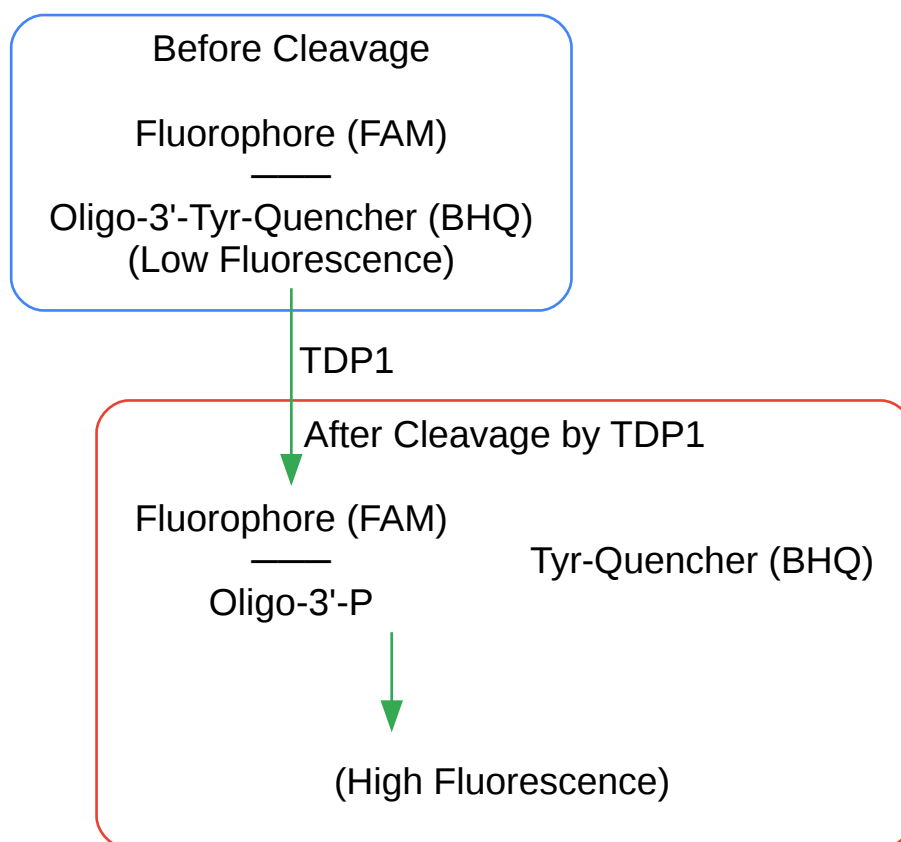 Before Cleavage
Fluorophore (FAM)
Oligo-3'-Tyr-Quencher (BHQ)
(Low Fluorescence)
TDP1
After Cleavage by TDP1
Fluorophore (FAM)
Tyr-Quencher (BHQ)
Oligo-3'-P
(High Fluorescence)